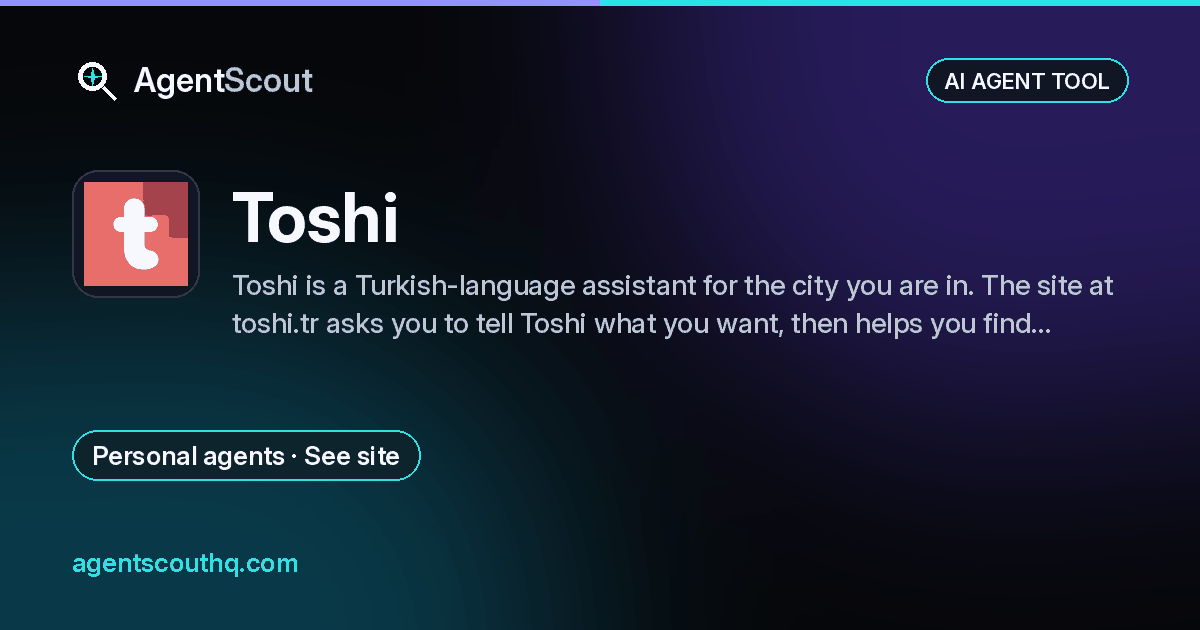 AgentScout
AI AGENT TOOL
t
Toshi
Toshi is a Turkish-language assistant for the city you are in. The site at
toshi.tr asks you to tell Toshi what you want, then helps you find...
Personal agents · See site
agentscouthq.com